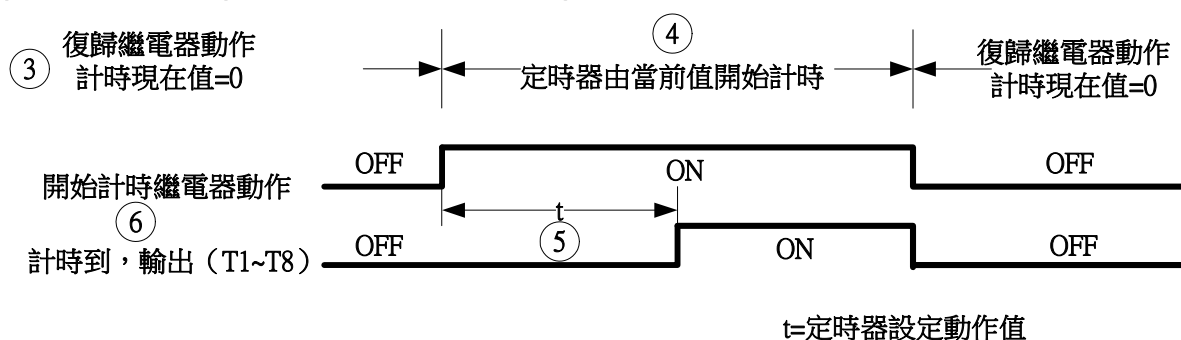 ④
③ 復歸繼電器動作
計時現在值=0
定時器由當前值開始計時
復歸繼電器動作
計時現在值=0
OFF ON OFF
開始計時繼電器動作
⑥
t
⑤
計時到，輸出（T1~T8） OFF ON OFF
t=定時器設定動作值